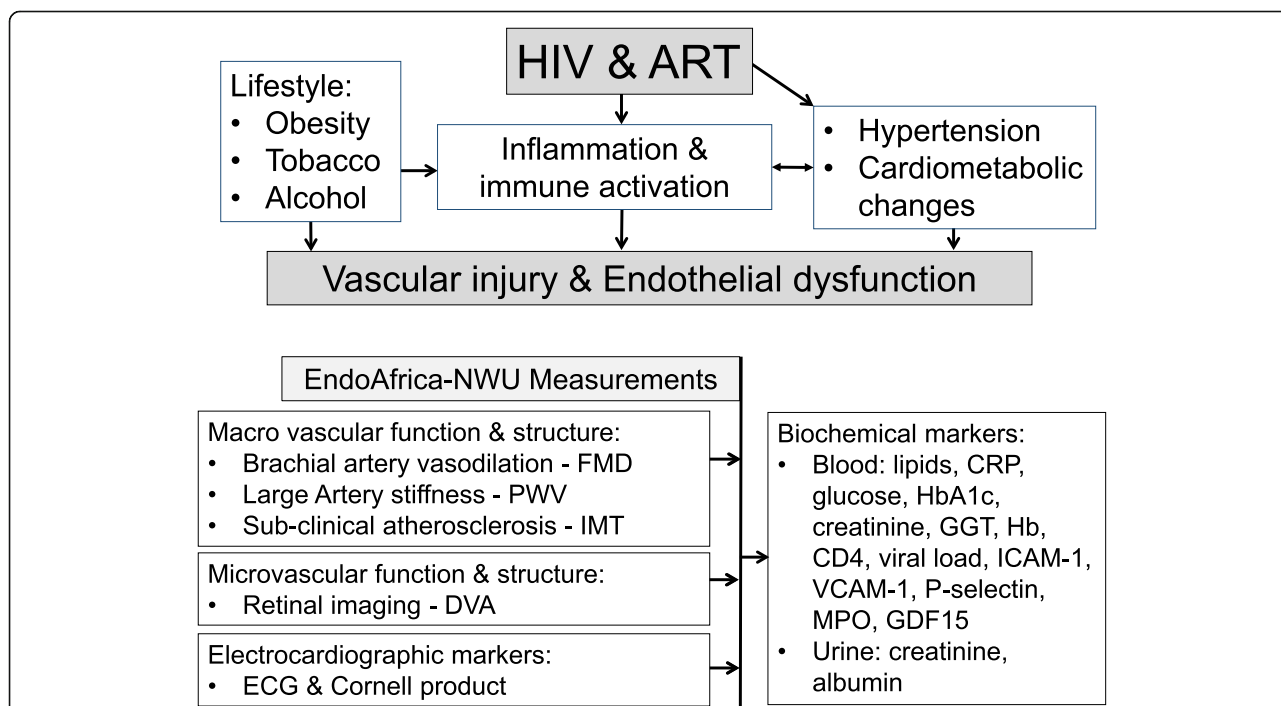 HIV & ART
Lifestyle:
• Obesity
• Tobacco
• Alcohol
Inflammation &
immune activation
• Hypertension
• Cardiometabolic
changes
Vascular injury & Endothelial dysfunction
EndoAfrica-NWU Measurements
Macro vascular function & structure:
• Brachial artery vasodilation - FMD
• Large Artery stiffness - PWV
• Sub-clinical atherosclerosis - IMT
Microvascular function & structure:
• Retinal imaging - DVA
Electrocardiographic markers:
• ECG & Cornell product
Biochemical markers:
• Blood: lipids, CRP,
glucose, HbA1c,
creatinine, GGT, Hb,
CD4, viral load, ICAM-1,
VCAM-1, P-selectin,
MPO, GDF15
• Urine: creatinine,
albumin